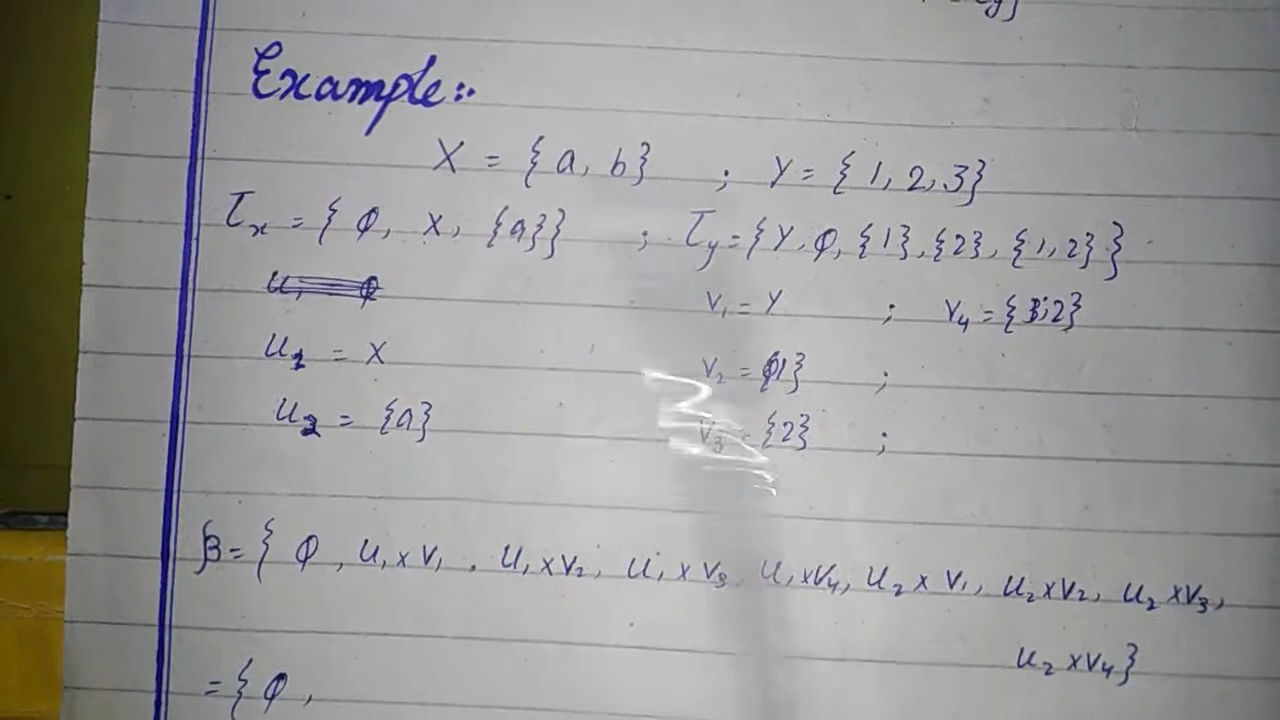 Example:.
X = {a, b} ; Y = {1, 2, 3}
τx = {φ, X, {a}} ; τy = {Y, φ, {1}, {2}, {1, 2}}
V1 = Y ; V4 = {1,2}
U1 = X V2 = {1} ;
U2 = {a} V3 = {2} ;
β = { φ, U1 x V1, U1 x V2, U1 x V3, U1 x V4, U2 x V1, U2 x V2, U2 x V3,
U2 x V4}
= { φ,